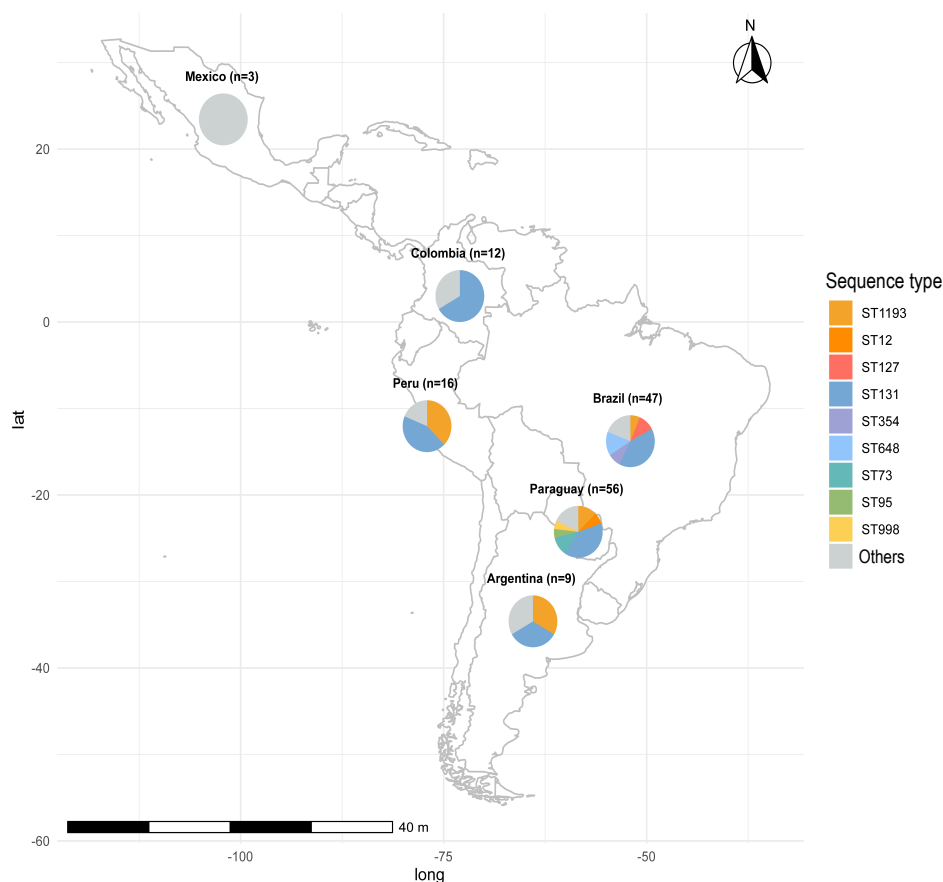 N
Mexico (n=3)
20
Colombia (n=12)
0
Peru (n=16)
Brazil (n=47)
-20
Paraguay (n=56)
Argentina (n=9)
-40
-60
40 m
-100
-75
-50
long
lat
Sequence type
ST1193
ST12
ST127
ST131
ST354
ST648
ST73
ST95
ST998
Others